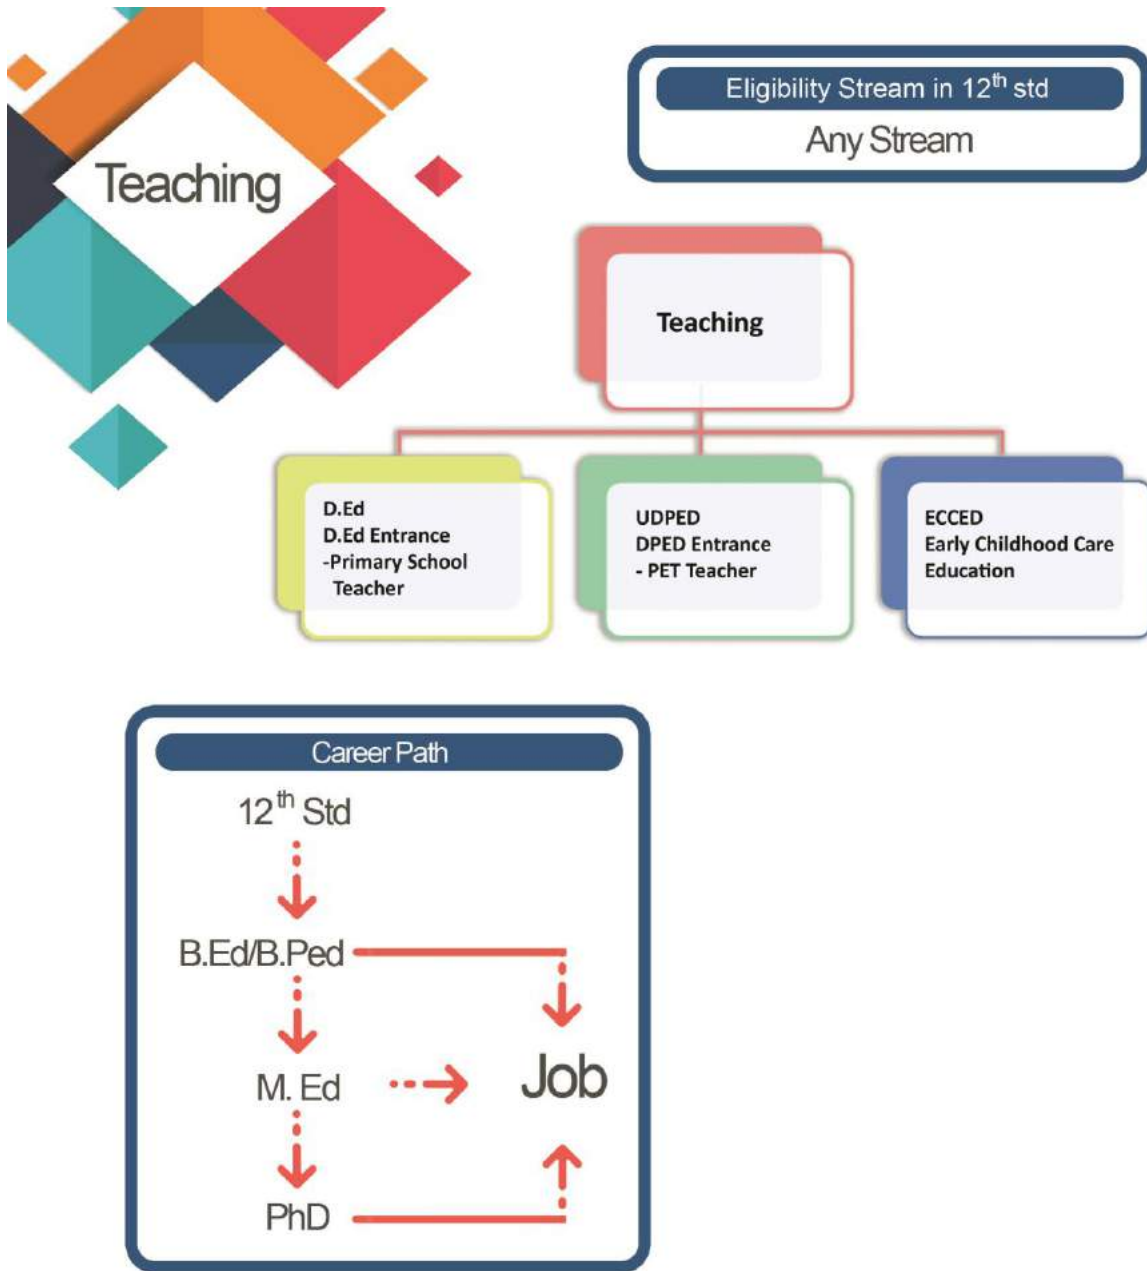 Teaching
Eligibility Stream in 12th std
Any Stream
Teaching
D.Ed
D.Ed Entrance
-Primary School
Teacher
UDPED
DPED Entrance
- PET Teacher
ECCED
Early Childhood Care
Education
Career Path
12th Std
B.Ed/B.Ped
M. Ed
Job
PhD